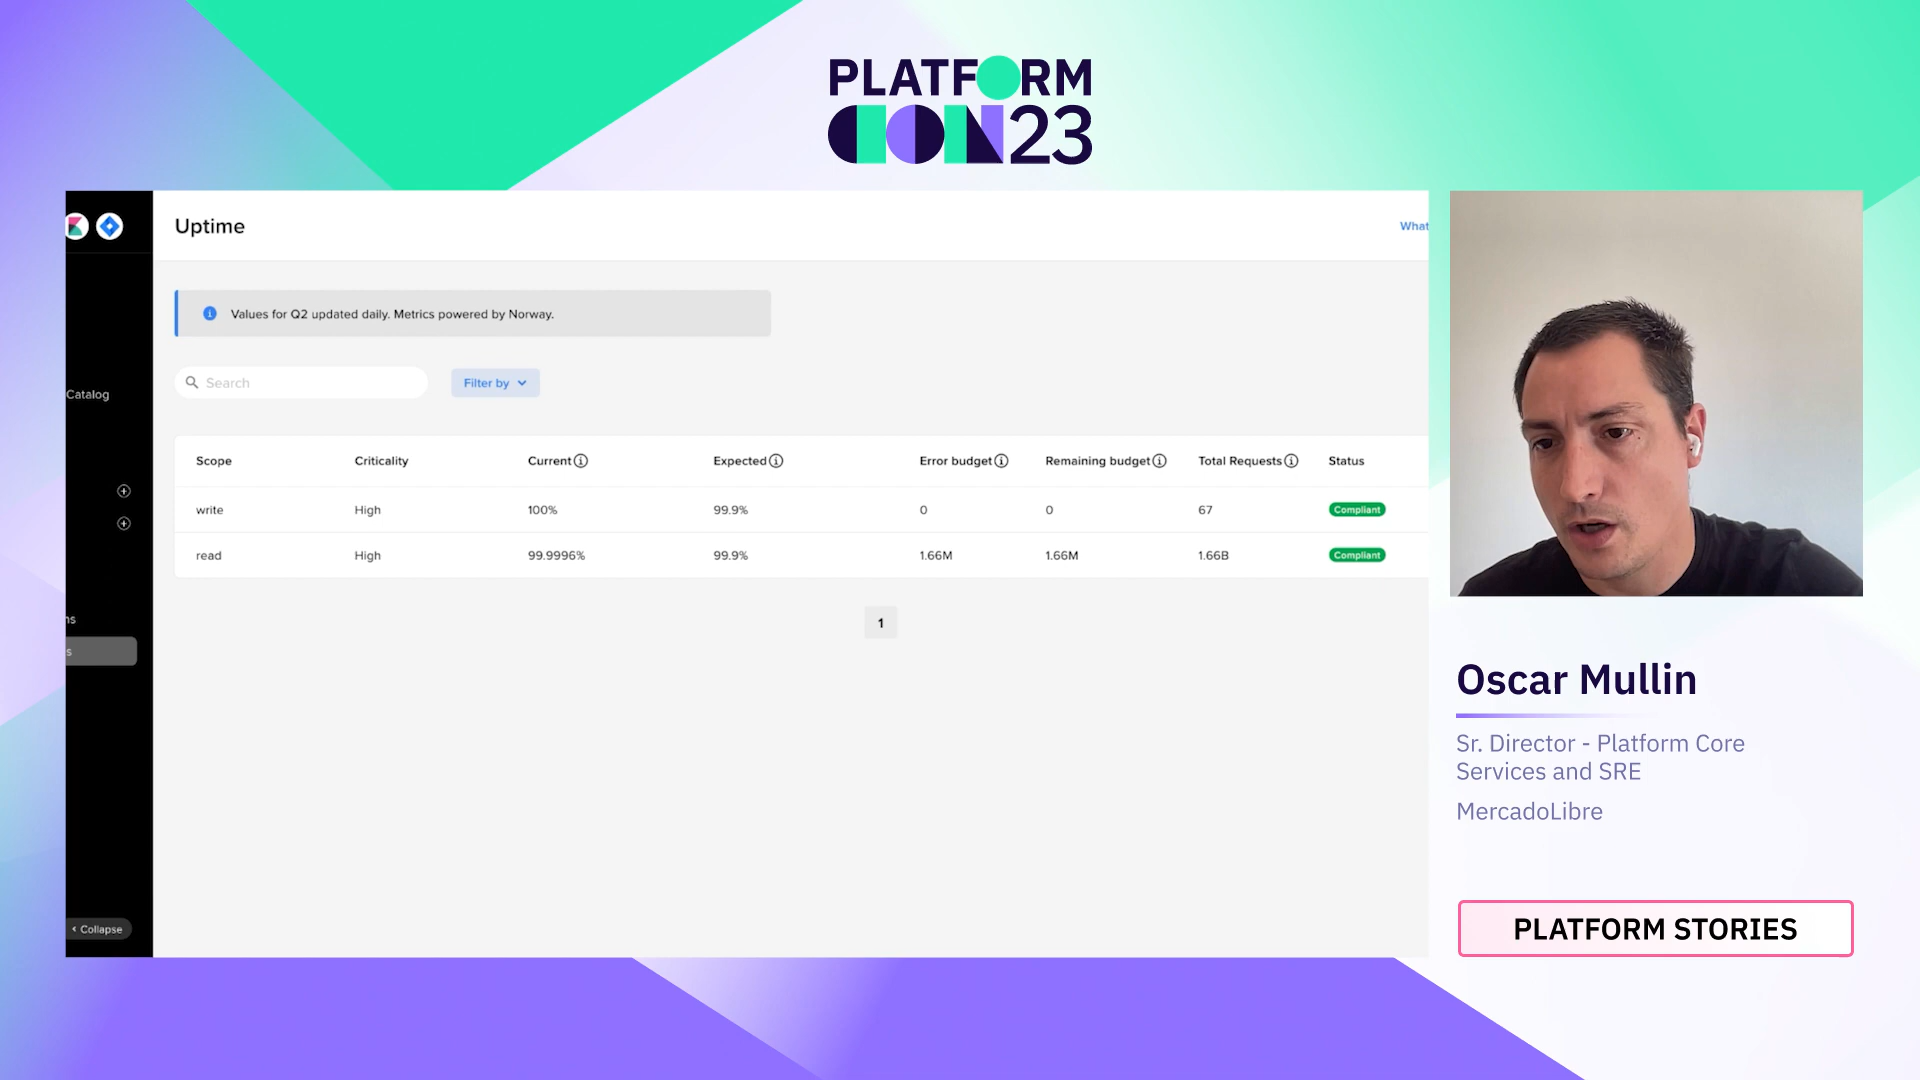 PLATFORM
CON23
Uptime
What
Values for Q2 updated daily. Metrics powered by Norway.
Search
Filter by
Catalog
Scope Criticality Current Expected Error budget Remaining budget Total Requests Status
write High 100% 99.9% 0 0 67 Compliant
read High 99.9996% 99.9% 1.66M 1.66M 1.66B Compliant
1
ns
s
< Collapse
Oscar Mullin
Sr. Director - Platform Core
Services and SRE
MercadoLibre
PLATFORM STORIES